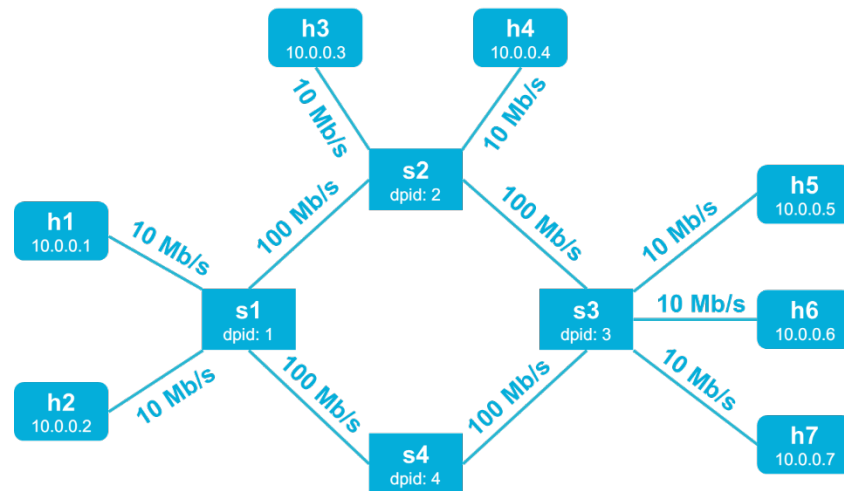 h3
10.0.0.3
h4
10.0.0.4
10 Mb/s
10 Mb/s
s2
dpid: 2
h1
10.0.0.1
10 Mb/s
100 Mb/s
100 Mb/s
10 Mb/s
h5
10.0.0.5
s1
dpid: 1
s3
dpid: 3
10 Mb/s
h6
10.0.0.6
h2
10.0.0.2
10 Mb/s
100 Mb/s
100 Mb/s
10 Mb/s
h7
10.0.0.7
s4
dpid: 4